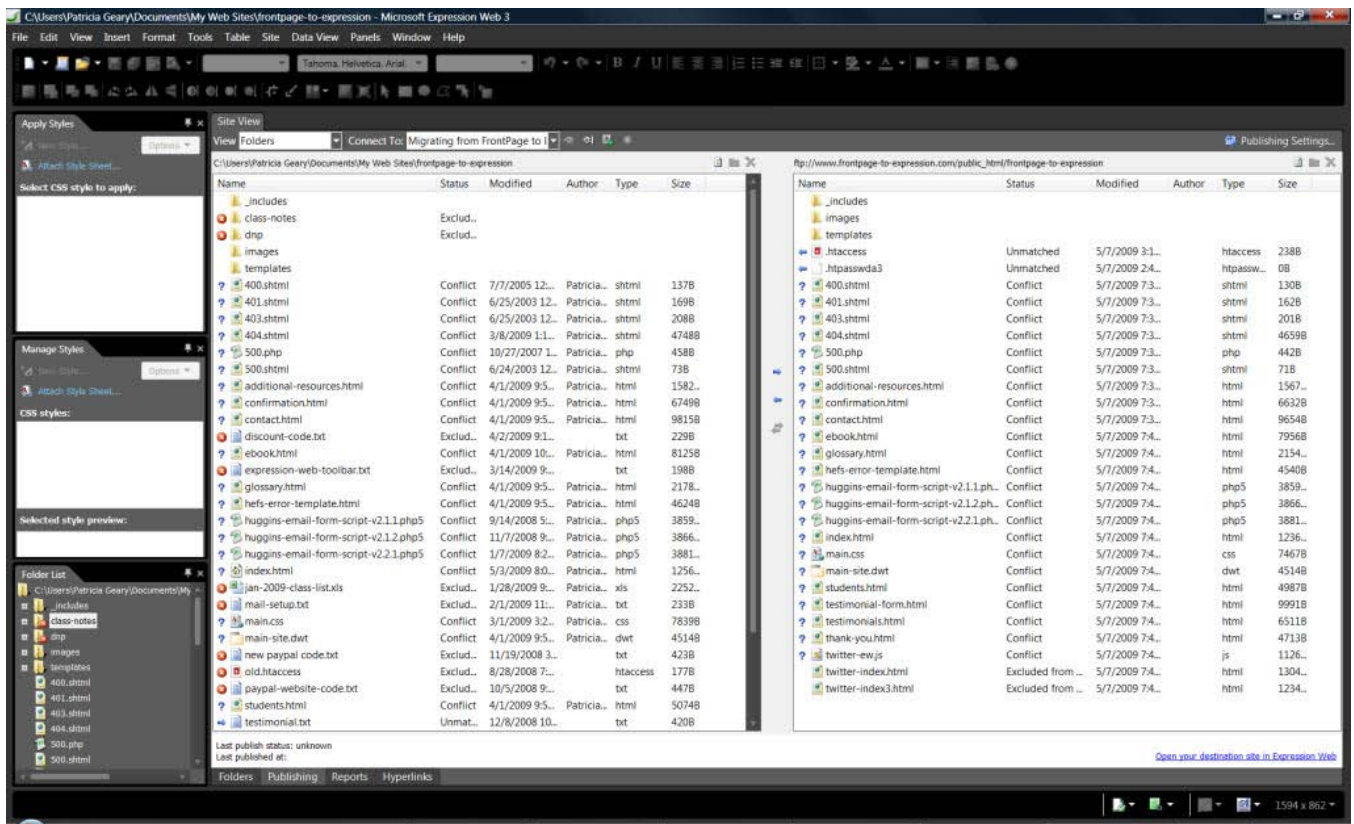 C:\Users\Patricia Geary\Documents\My Web Sites\frontpage-to-expression - Microsoft Expression Web 3
File Edit View Insert Format Tools Table Site Data View Panels Window Help
Tahoma, Helvetica, Arial,
Apply Styles
New Style...
Options
Attach Style Sheet...
Select CSS style to apply:
Manage Styles
New Style...
Options
Attach Style Sheet...
CSS styles:
Selected style preview:
Folder List
C:\Users\Patricia Geary\Documents\My
_includes
class-notes
dnp
images
templates
400.shtml
401.shtml
403.shtml
404.shtml
500.php
500.shtml
Site View
View Folders Connect To: Migrating from FrontPage to I
Publishing Settings...
C:\Users\Patricia Geary\Documents\My Web Sites\frontpage-to-expression
Name Status Modified Author Type Size
_includes
class-notes Exclud...
dnp Exclud...
images
templates
400.shtml Conflict 7/7/2005 12:... Patricia... shtml 137B
401.shtml Conflict 6/25/2003 12... Patricia... shtml 169B
403.shtml Conflict 6/25/2003 12... Patricia... shtml 208B
404.shtml Conflict 3/8/2009 1:1... Patricia... shtml 4748B
500.php Conflict 10/27/2007 1... Patricia... php 458B
500.shtml Conflict 6/24/2003 12... Patricia... shtml 73B
additional-resources.html Conflict 4/1/2009 9:5... Patricia... html 1582...
confirmation.html Conflict 4/1/2009 9:5... Patricia... html 6749B
contact.html Conflict 4/1/2009 9:5... Patricia... html 9815B
discount-code.txt Exclud... 4/2/2009 9:1... txt 229B
ebook.html Conflict 4/1/2009 10:... Patricia... html 8125B
expression-web-toolbar.txt Exclud... 3/14/2009 9:... txt 198B
glossary.html Conflict 4/1/2009 9:5... Patricia... html 2178...
hefs-error-template.html Conflict 4/1/2009 9:5... Patricia... html 4624B
huggins-email-form-script-v2.1.1.php5 Conflict 9/14/2008 5:... Patricia... php5 3859...
huggins-email-form-script-v2.1.2.php5 Conflict 11/7/2008 9:... Patricia... php5 3866...
huggins-email-form-script-v2.2.1.php5 Conflict 1/7/2009 8:2... Patricia... php5 3881...
index.html Conflict 5/3/2009 8:0... Patricia... html 1256...
jan-2009-class-list.xls Exclud... 1/28/2009 9:... Patricia... xls 2252...
mail-setup.txt Exclud... 2/1/2009 11:... Patricia... txt 233B
main.css Conflict 3/1/2009 3:2... Patricia... css 7839B
main-site.dwt Conflict 4/1/2009 9:5... Patricia... dwt 4514B
new paypal code.txt Exclud... 11/19/2008 3... txt 423B
old.htaccess Exclud... 8/28/2008 7:... htaccess 177B
paypal-website-code.txt Exclud... 10/5/2008 9:... txt 447B
students.html Conflict 4/1/2009 9:5... Patricia... html 5074B
testimonial.txt Unmat... 12/8/2008 10... txt 420B
ftp://www.frontpage-to-expression.com/public_html/frontpage-to-expression
Name Status Modified Author Type Size
_includes
images
templates
.htaccess Unmatched 5/7/2009 3:1... htaccess 238B
.htpasswda3 Unmatched 5/7/2009 2:4... htpassw... 0B
400.shtml Conflict 5/7/2009 7:3... shtml 130B
401.shtml Conflict 5/7/2009 7:3... shtml 162B
403.shtml Conflict 5/7/2009 7:3... shtml 201B
404.shtml Conflict 5/7/2009 7:3... shtml 4659B
500.php Conflict 5/7/2009 7:3... php 442B
500.shtml Conflict 5/7/2009 7:3... shtml 71B
additional-resources.html Conflict 5/7/2009 7:3... html 1567...
confirmation.html Conflict 5/7/2009 7:3... html 6632B
contact.html Conflict 5/7/2009 7:3... html 9654B
ebook.html Conflict 5/7/2009 7:4... html 7956B
glossary.html Conflict 5/7/2009 7:4... html 2154...
hefs-error-template.html Conflict 5/7/2009 7:4... html 4540B
huggins-email-form-script-v2.1.1.ph... Conflict 5/7/2009 7:4... php5 3859...
huggins-email-form-script-v2.1.2.ph... Conflict 5/7/2009 7:4... php5 3866...
huggins-email-form-script-v2.2.1.ph... Conflict 5/7/2009 7:4... php5 3881...
index.html Conflict 5/7/2009 7:4... html 1236...
main.css Conflict 5/7/2009 7:4... css 7467B
main-site.dwt Conflict 5/7/2009 7:4... dwt 4514B
students.html Conflict 5/7/2009 7:4... html 4987B
testimonial-form.html Conflict 5/7/2009 7:4... html 9991B
testimonials.html Conflict 5/7/2009 7:4... html 6511B
thank-you.html Conflict 5/7/2009 7:4... html 4713B
twitter-ew.js Conflict 5/7/2009 7:4... js 1126...
twitter-index.html Excluded from ... 5/7/2009 7:4... html 1304...
twitter-index3.html Excluded from ... 5/7/2009 7:4... html 1234...
Last publish status: unknown
Last published at:
Open your destination site in Expression Web
Folders Publishing Reports Hyperlinks
1594 x 862